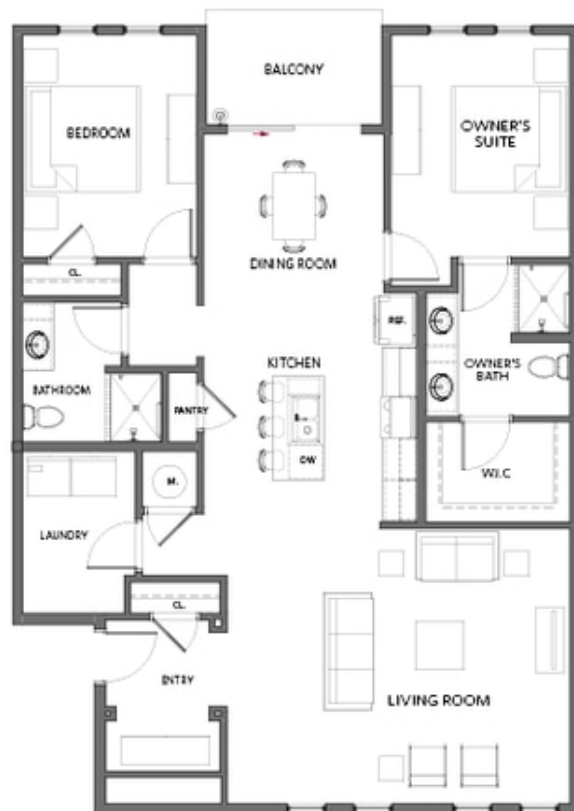 BALCONY
BEDROOM
OWNER'S
SUITE
DINING ROOM
CL.
REF.
KITCHEN
OWNER'S
BATH
BATHROOM
PANTRY
DW
W.I.C
M.
LAUNDRY
CL.
ENTRY
LIVING ROOM